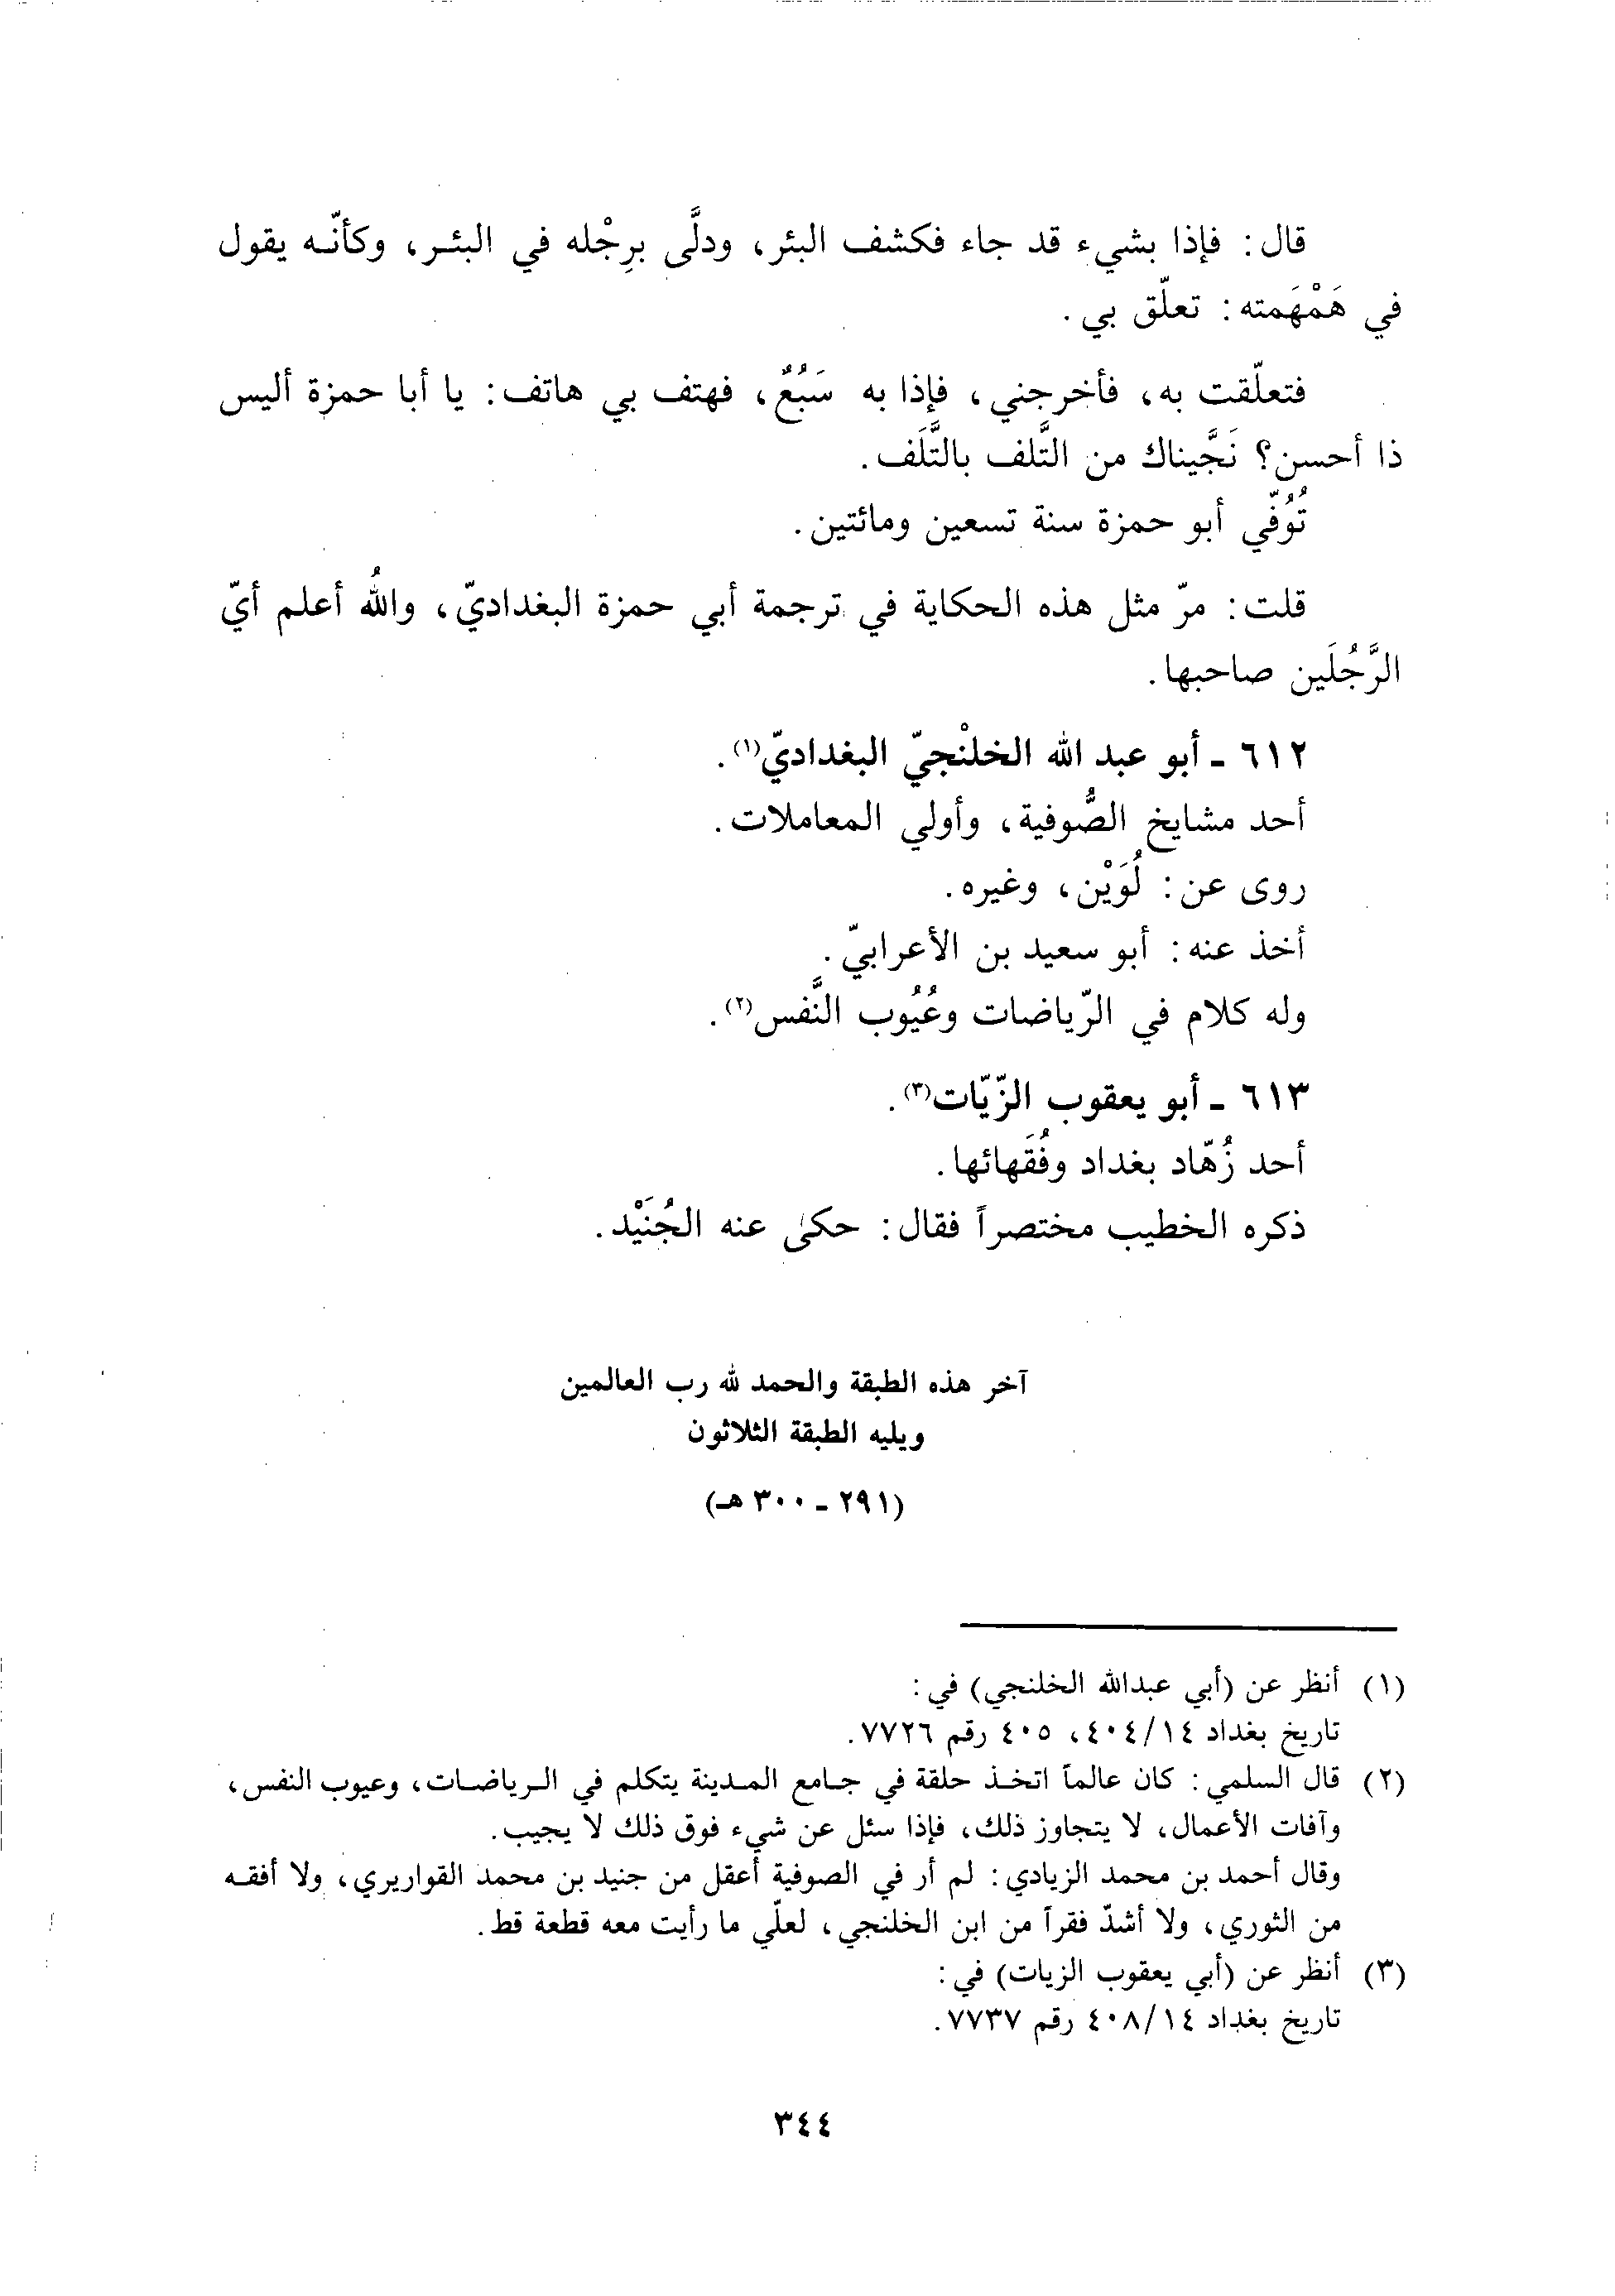 قال: فإذا بشيء قد جاء فكشف البئر، ودلَّى برِجْله في البئـر، وكأنّـه يقول
في هَمْهَمته: تعلّق بي.
فتعلّقت به، فأخرجني، فإذا به سَبُعٌ، فهتف بي هاتف: يا أبا حمزة أليس
ذا أحسن؟ نَجَّيناك من التَّلف بالتَّلَف.
تُوُفّي أبو حمزة سنة تسعين ومائتين.
قلت: مرّ مثل هذه الحكاية في ترجمة أبي حمزة البغداديّ، واللهُ أعلم أيّ
الرَّجُلَين صاحبها.
٦١٢ - أبو عبد الله الخلنْجيّ البغداديّ(١).
أحد مشايخ الصُّوفية، وأولي المعاملات.
روى عن: لُوَيْن، وغيره.
أخذ عنه: أبو سعيد بن الأعرابيّ.
وله كلام في الرّياضات وعُيُوب النَّفس(٢).
٦١٣ - أبو يعقوب الزّيّات(٣).
أحد زُهّاد بغداد وفُقَهائها.
ذكره الخطيب مختصراً فقال: حكى عنه الجُنَيْد.
آخر هذه الطبقة والحمد لله رب العالمين
ويليه الطبقة الثلاثون
(٢٩١ - ٣٠٠ هـ)
(١) أنظر عن (أبي عبدالله الخلنجي) في:
تاريخ بغداد ١٤/٤٠٤، ٤٠٥ رقم ٧٧٢٦.
(٢) قال السلمي: كان عالماً اتخـذ حلقة في جـامع المـدينة يتكلم في الـرياضـات، وعيوب النفس،
وآفات الأعمال، لا يتجاوز ذلك، فإذا سئل عن شيء فوق ذلك لا يجيب.
وقال أحمد بن محمد الزيادي: لم أر في الصوفية أعقل من جنيد بن محمد القواريري، ولا أفقـه
من الثوري، ولا أشدّ فقراً من ابن الخلنجي، لعلّي ما رأيت معه قطعة قط.
(٣) أنظر عن (أبي يعقوب الزيات) في:
تاريخ بغداد ١٤/٤٠٨ رقم ٧٧٣٧.
٣٤٤